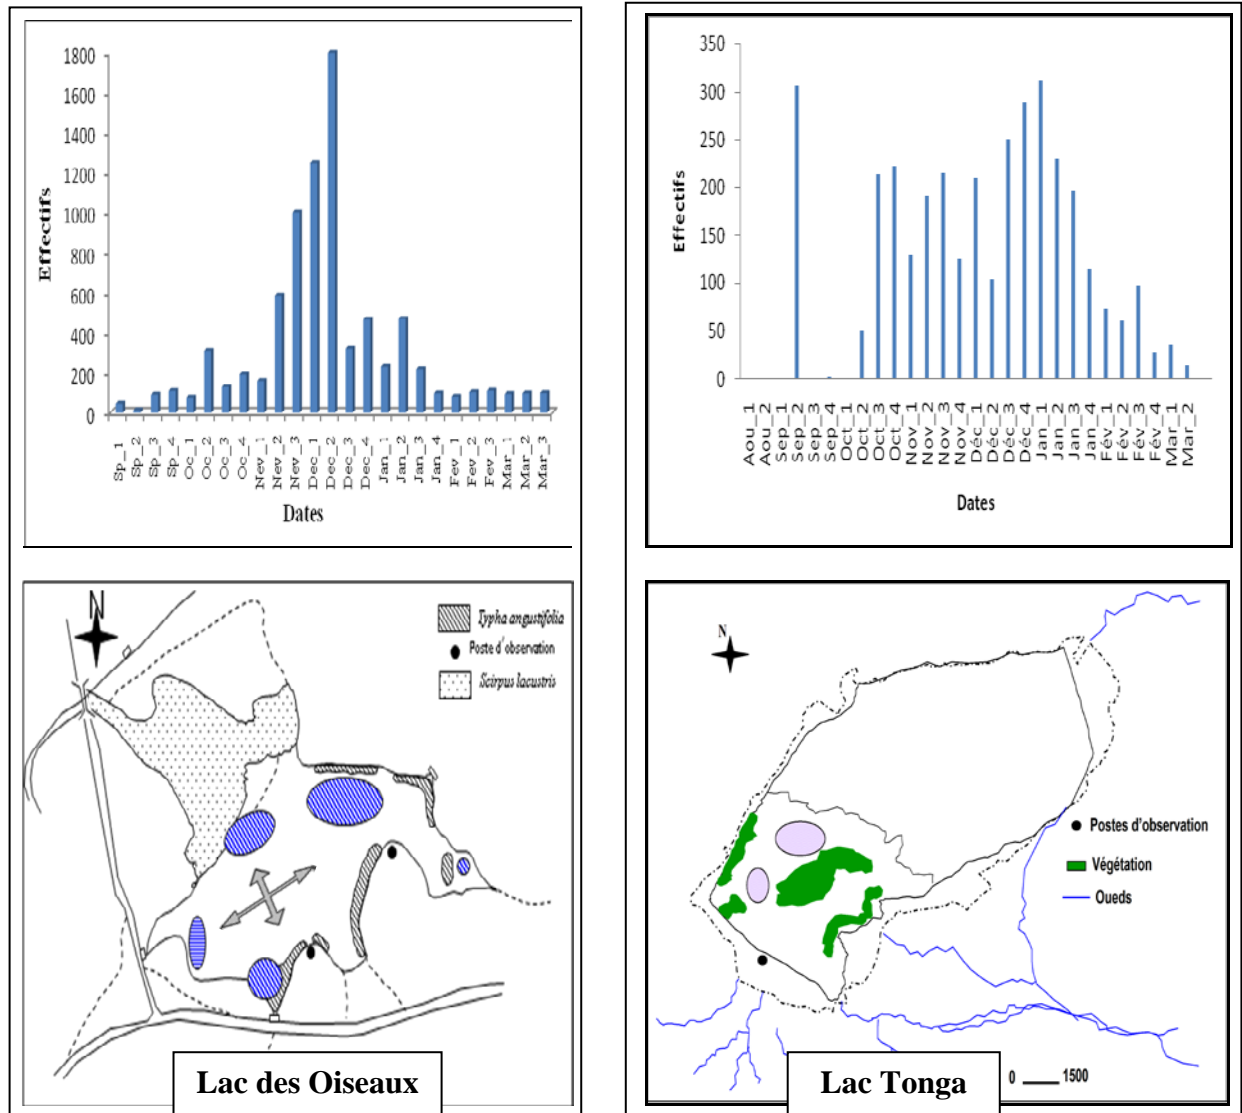 1800
1600
1400
1200
1000
800
600
400
200
0
Effectifs
Sp_1
Sp_2
Sp_3
Sp_4
Oc_1
Oc_2
Oc_3
Oc_4
Nev_1
Nev_2
Nev_3
Dec_1
Dec_2
Dec_3
Dec_4
Jan_1
Jan_2
Jan_3
Jan_4
Fev_1
Fev_2
Fev_3
Mar_1
Mar_2
Mar_3
Dates
350
300
250
200
150
100
50
0
Effectifs
Aou_1
Aou_2
Sep_1
Sep_2
Sep_3
Sep_4
Oct_1
Oct_2
Oct_3
Oct_4
Nov_1
Nov_2
Nov_3
Nov_4
Déc_1
Déc_2
Déc_3
Déc_4
Jan_1
Jan_2
Jan_3
Jan_4
Fév_1
Fév_2
Fév_3
Fév_4
Mar_1
Mar_2
Dates
N
Typha angustifolia
Poste d'observation
Scirpus lacustris
Lac des Oiseaux
N
Postes d'observation
Végétation
Oueds
Lac Tonga
0 1500